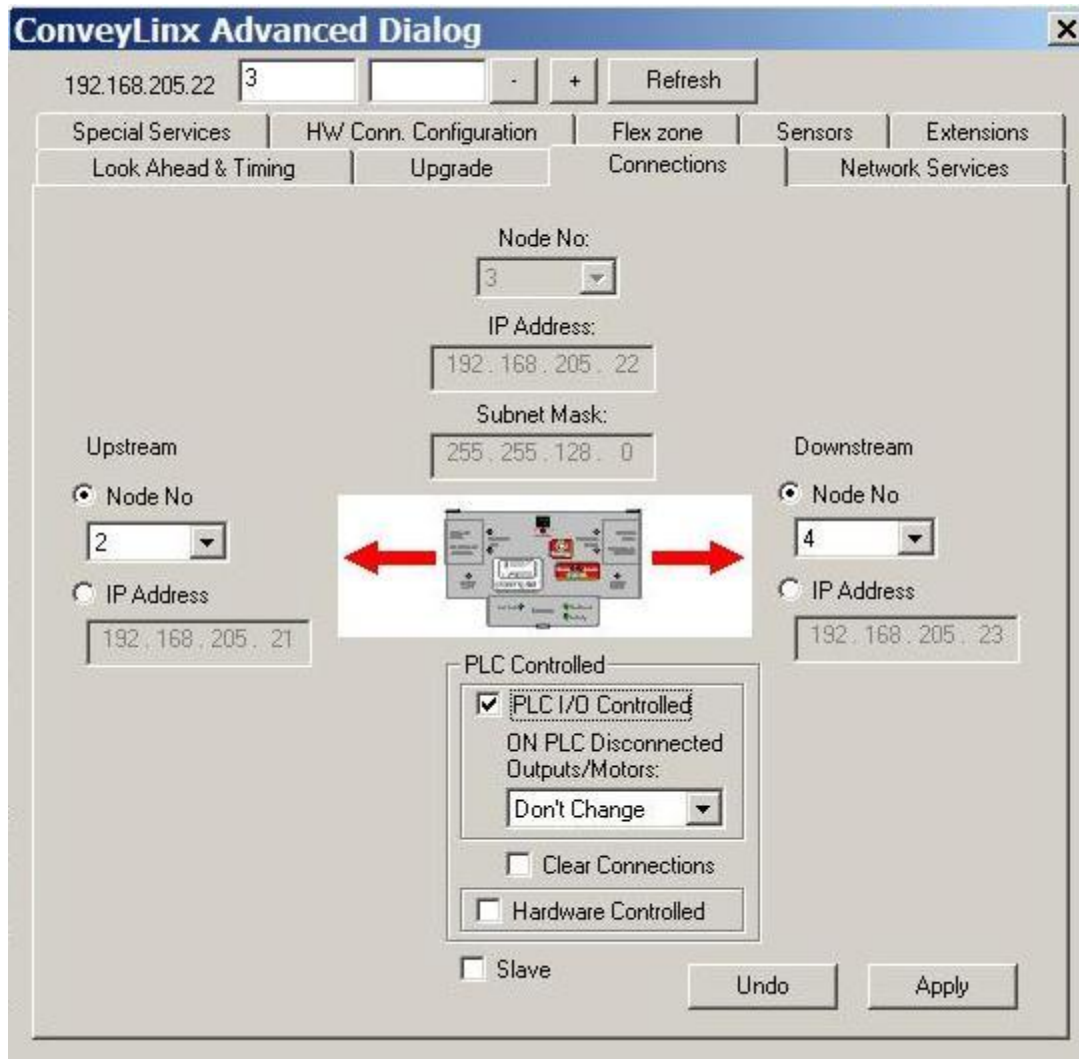 ConveyLinx Advanced Dialog
192.168.205.22 3 - + Refresh
Special Services HW Conn. Configuration Flex zone Sensors Extensions
Look Ahead & Timing Upgrade Connections Network Services
Node No:
3
IP Address:
192 . 168 . 205 . 22
Subnet Mask:
255 . 255 . 128 . 0
Upstream
Node No
2
IP Address
192 . 168 . 205 . 21
Downstream
Node No
4
IP Address
192 . 168 . 205 . 23
PLC Controlled
PLC I/O Controlled
ON PLC Disconnected
Outputs/Motors:
Don't Change
Clear Connections
Hardware Controlled
Slave
Undo Apply